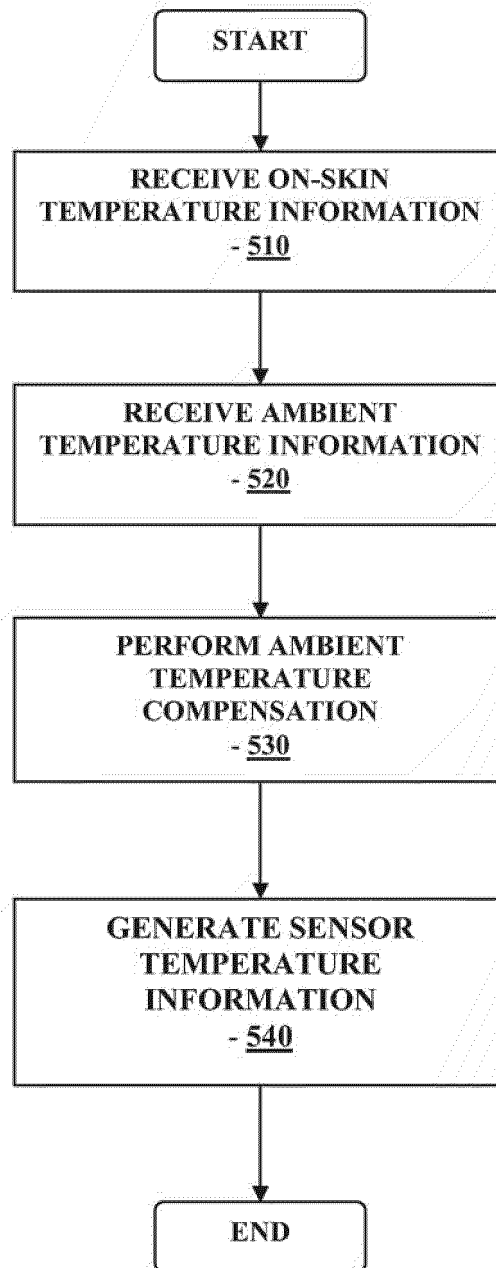 START
RECEIVE ON-SKIN
TEMPERATURE INFORMATION
- 510
RECEIVE AMBIENT
TEMPERATURE INFORMATION
- 520
PERFORM AMBIENT
TEMPERATURE
COMPENSATION
- 530
GENERATE SENSOR
TEMPERATURE
INFORMATION
- 540
END